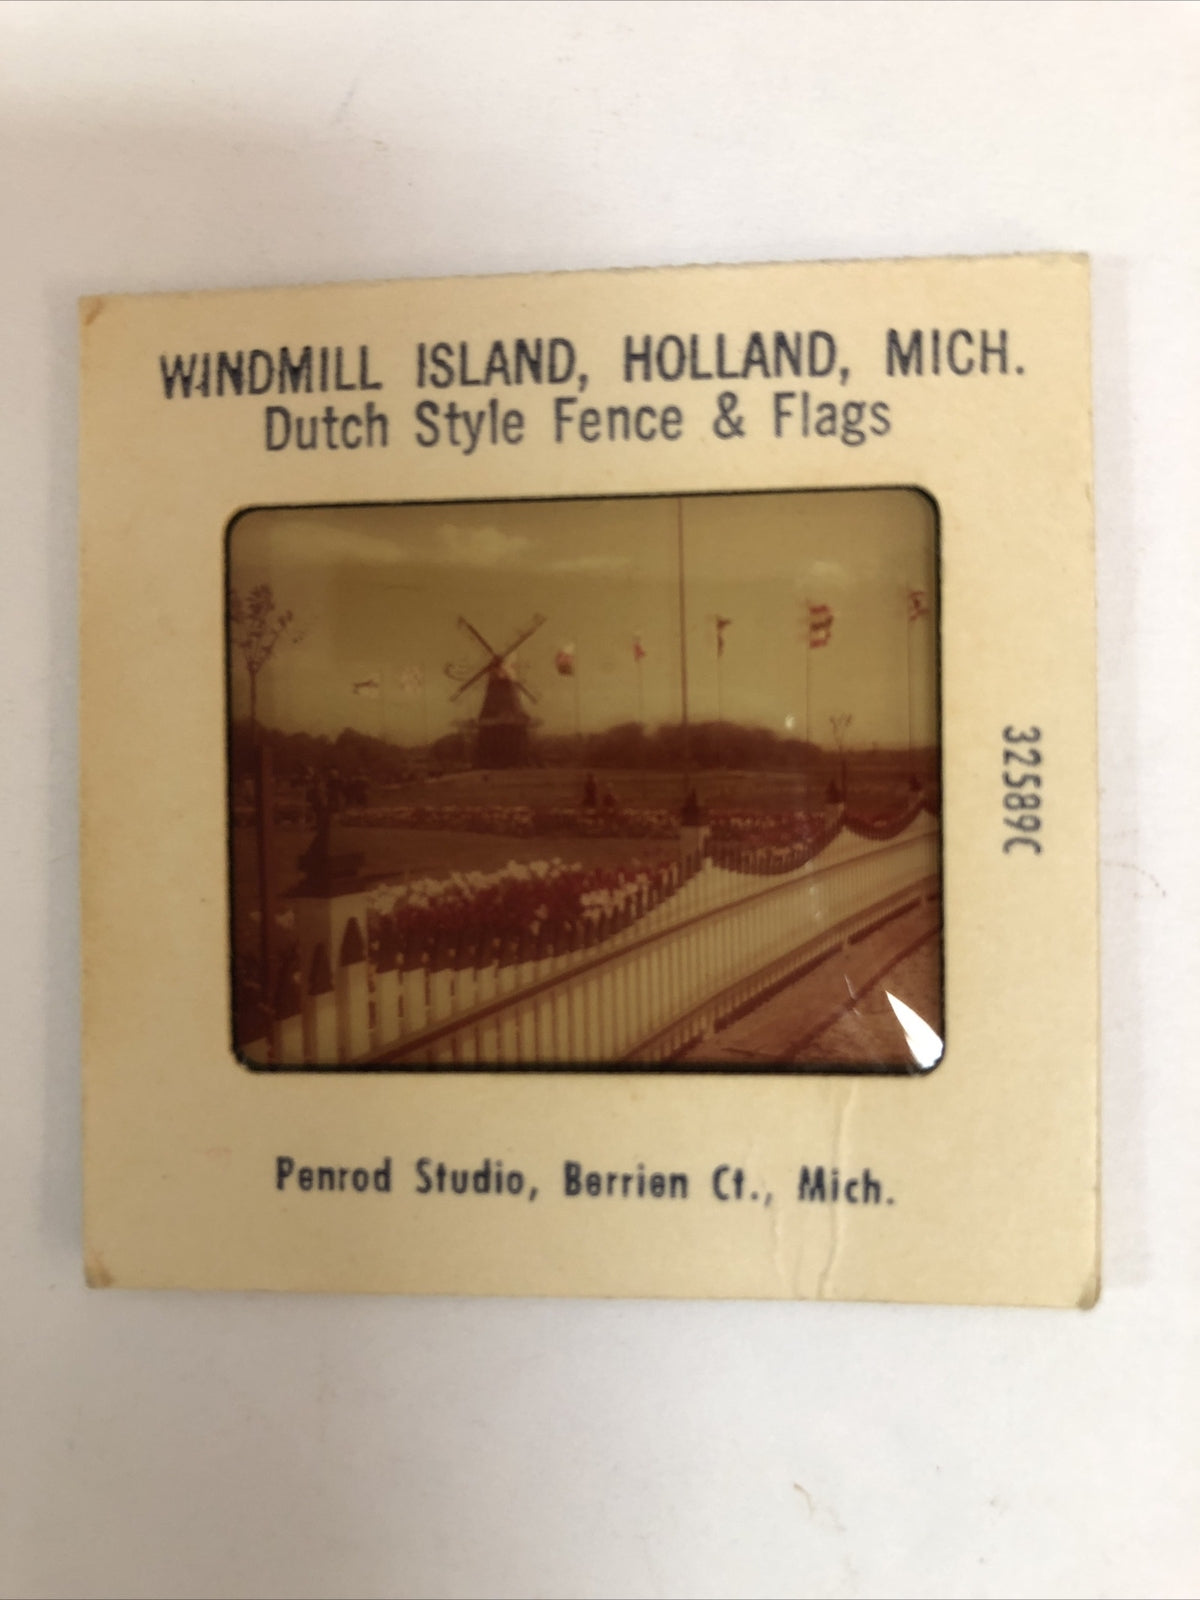 WINDMILL ISLAND, HOLLAND, MICH.
Dutch Style Fence & Flags
32589C
Penrod Studio, Berrien Ct., Mich.